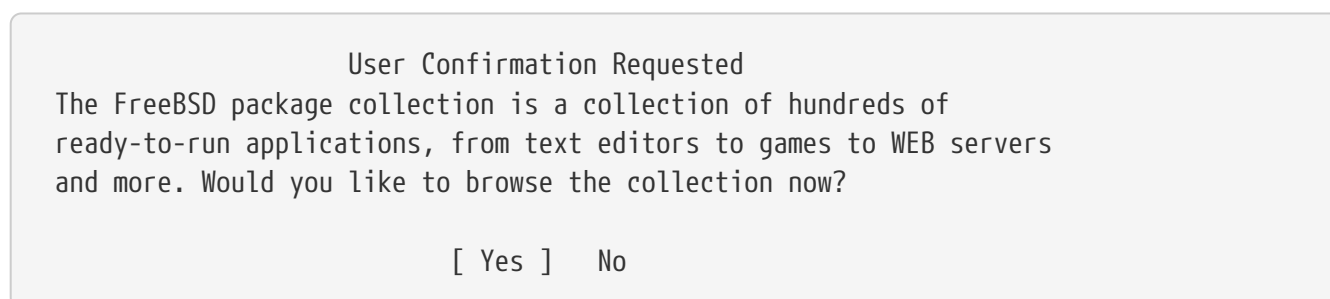 User Confirmation Requested
The FreeBSD package collection is a collection of hundreds of
ready-to-run applications, from text editors to games to WEB servers
and more. Would you like to browse the collection now?
[ Yes ] No